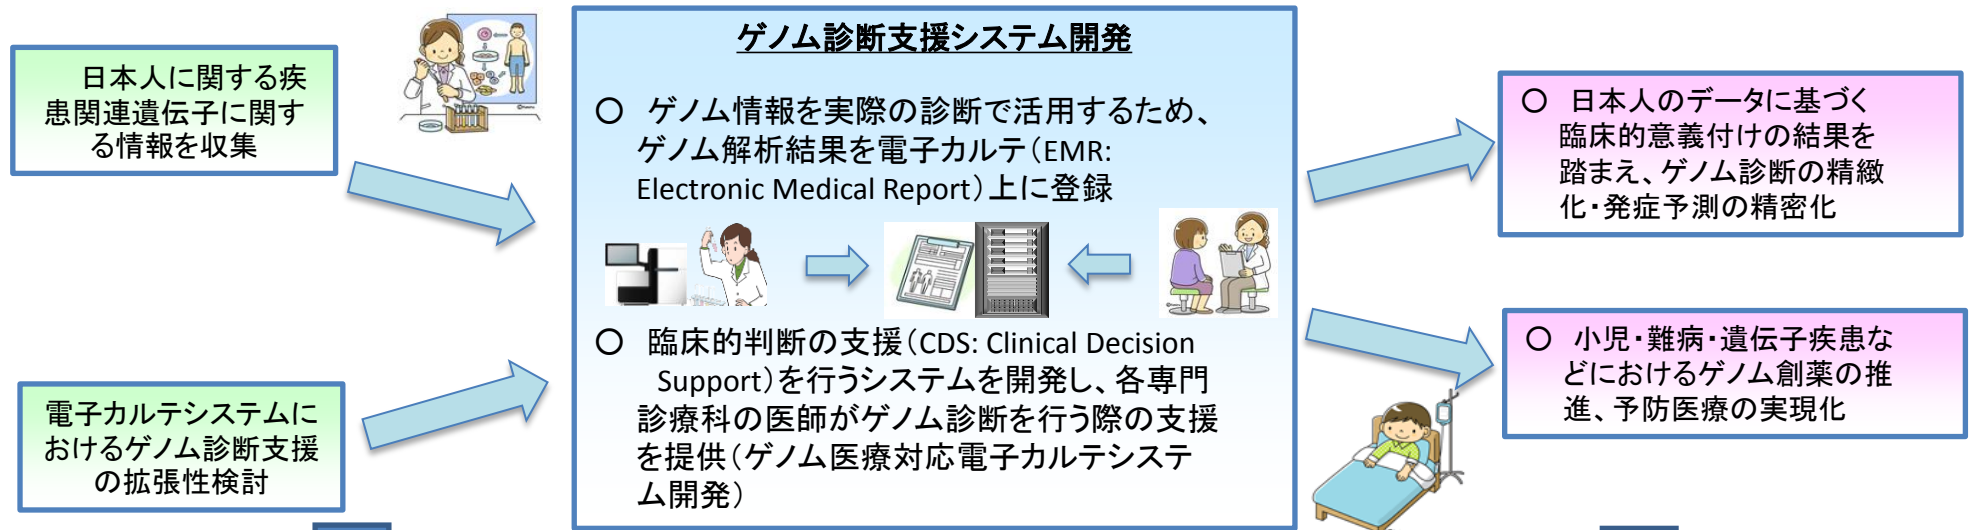 日本人に関する疾
患関連遺伝子に関す
る情報を収集
電子カルテシステムに
おけるゲノム診断支援
の拡張性検討
ゲノム診断支援システム開発
○ ゲノム情報を実際の診断で活用するため、
ゲノム解析結果を電子カルテ（EMR:
Electronic Medical Report）上に登録
○ 臨床的判断の支援（CDS: Clinical Decision
Support）を行うシステムを開発し、各専門
診療科の医師がゲノム診断を行う際の支援
を提供（ゲノム医療対応電子カルテシステ
ム開発）
○ 日本人のデータに基づく
臨床的意義付けの結果を
踏まえ、ゲノム診断の精緻
化・発症予測の精密化
○ 小児・難病・遺伝子疾患な
どにおけるゲノム創薬の推
進、予防医療の実現化